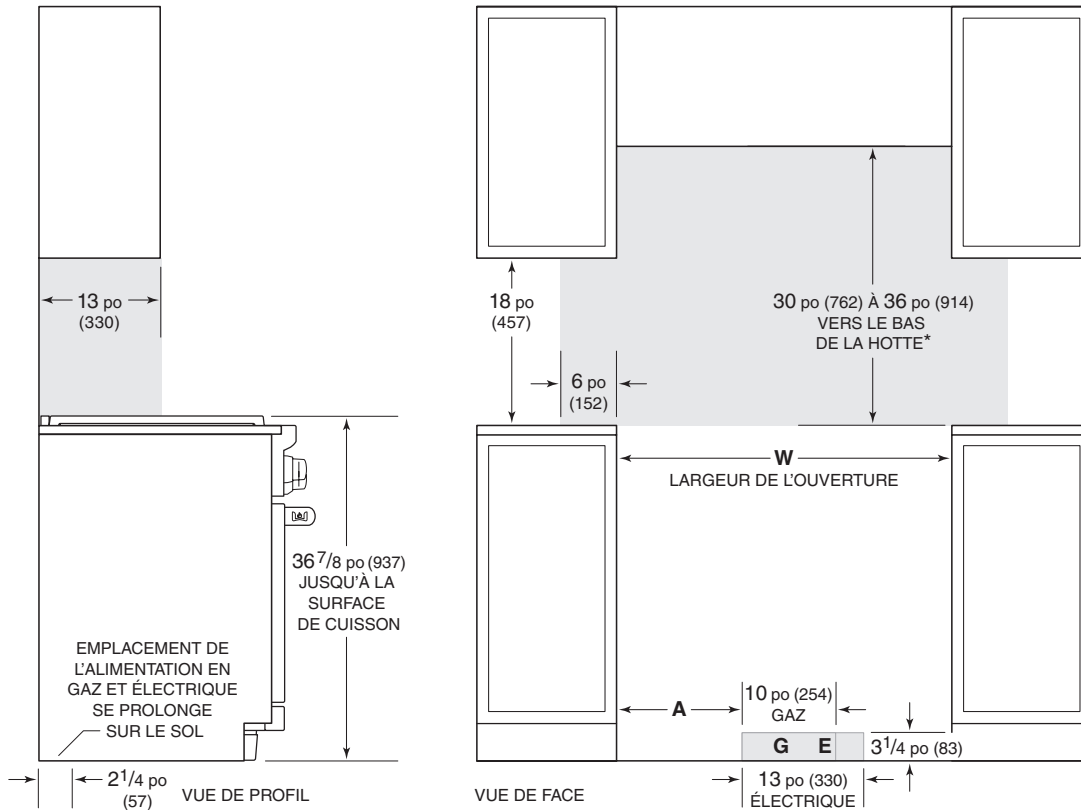 13 po
(330)
36 7/8 po (937)
JUSQU'À LA
SURFACE
DE CUISSON
EMPLACEMENT DE
L'ALIMENTATION EN
GAZ ET ÉLECTRIQUE
SE PROLONGE
SUR LE SOL
2 1/4 po
(57)
VUE DE PROFIL
18 po
(457)
30 po (762) À 36 po (914)
VERS LE BAS
DE LA HOTTE*
6 po
(152)
W
LARGEUR DE L'OUVERTURE
A
10 po (254)
GAZ
G E
3 1/4 po (83)
13 po (330)
ÉLECTRIQUE
VUE DE FACE